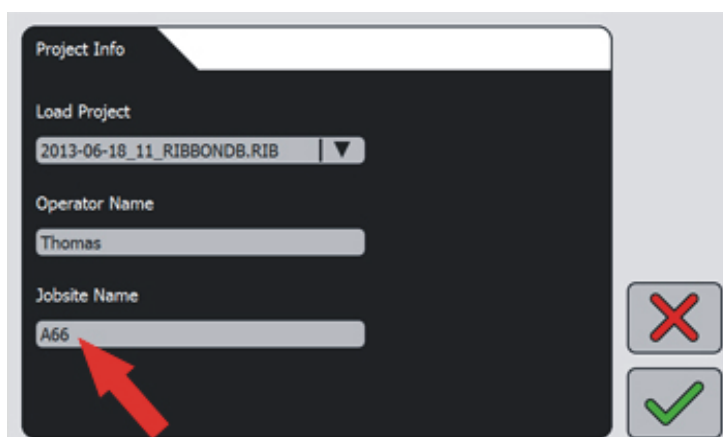 Project Info
Load Project
2013-06-18_11_RIBBONDB.RIB
Operator Name
Thomas
Jobsite Name
A66